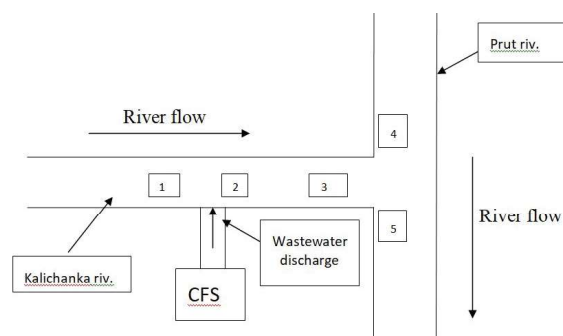 Prut riv.
River flow
4
1
2
3
5
River flow
Wastewater
discharge
Kalichanka riv.
CFS